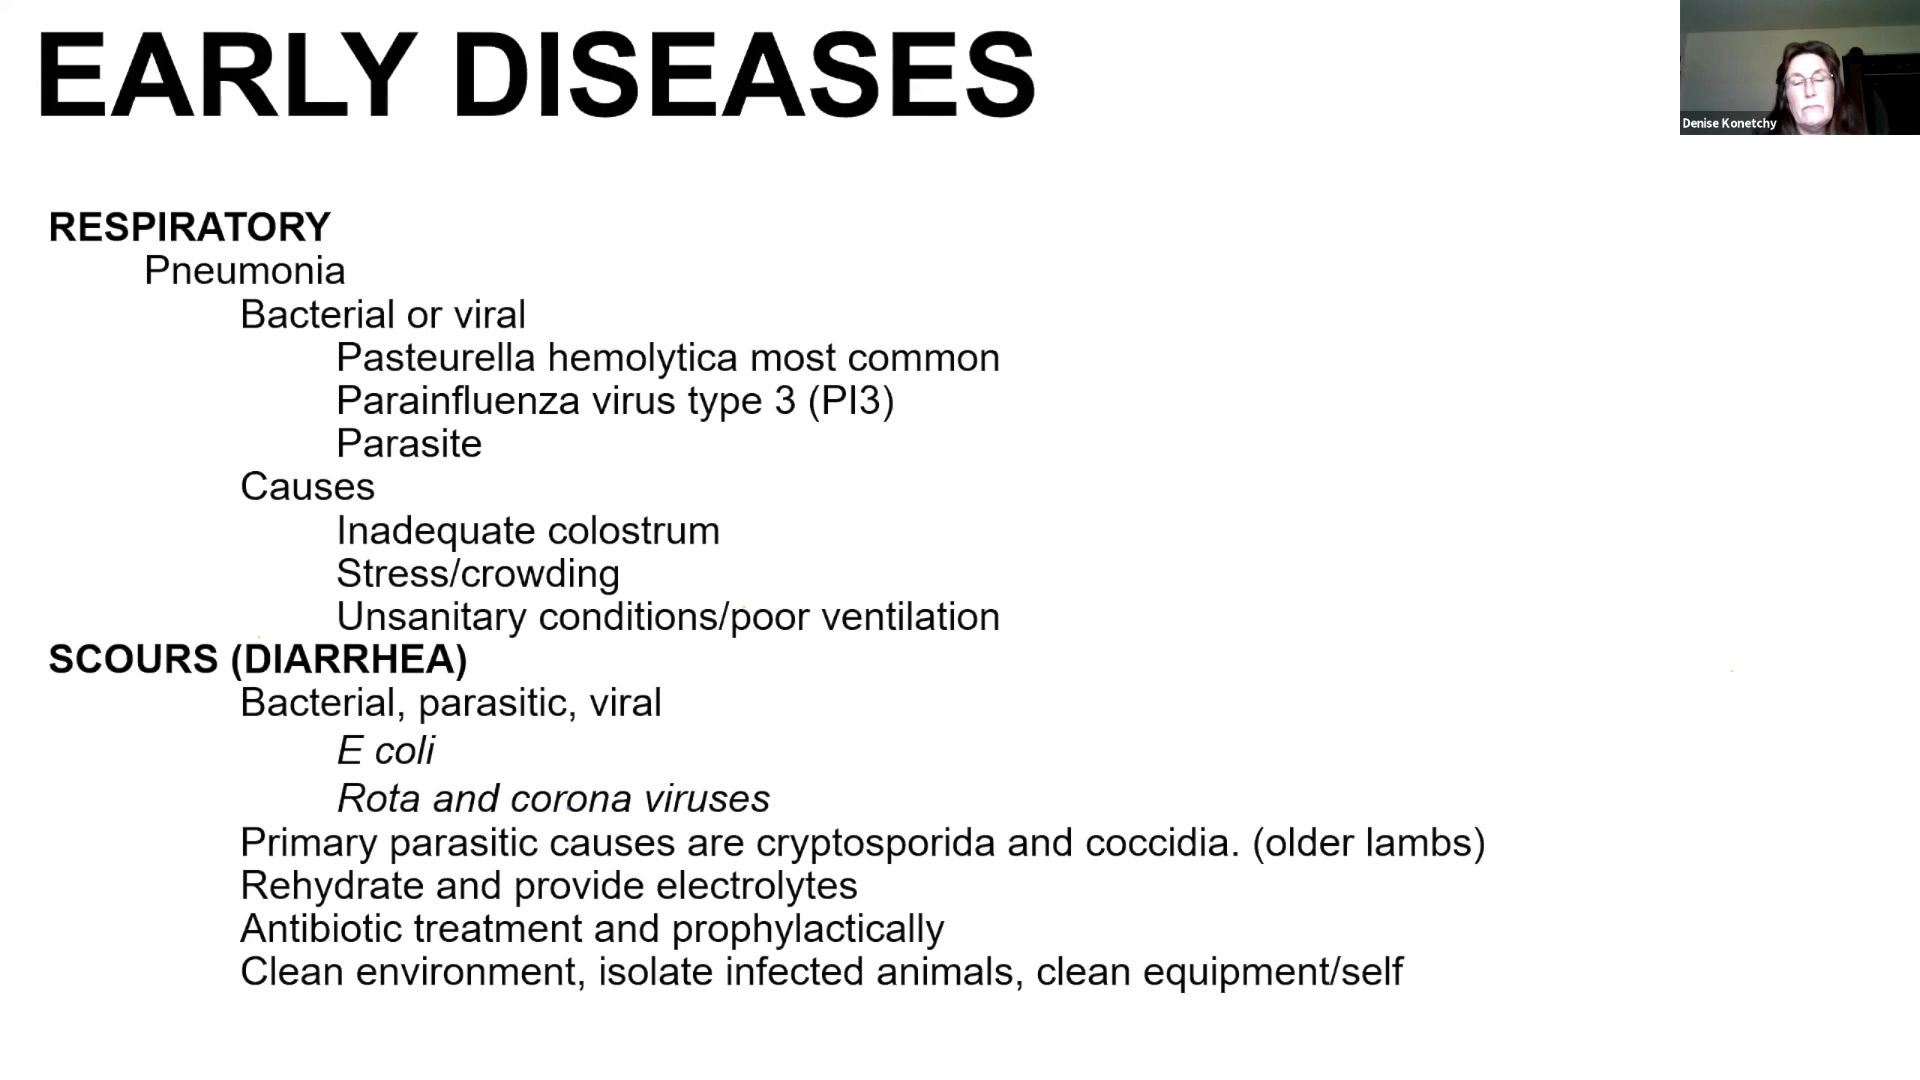 EARLY DISEASES
Denise Konetchy
RESPIRATORY
Pneumonia
Bacterial or viral
Pasteurella hemolytica most common
Parainfluenza virus type 3 (PI3)
Parasite
Causes
Inadequate colostrum
Stress/crowding
Unsanitary conditions/poor ventilation
SCOURS (DIARRHEA)
Bacterial, parasitic, viral
E coli
Rota and corona viruses
Primary parasitic causes are cryptosporida and coccidia. (older lambs)
Rehydrate and provide electrolytes
Antibiotic treatment and prophylactically
Clean environment, isolate infected animals, clean equipment/self